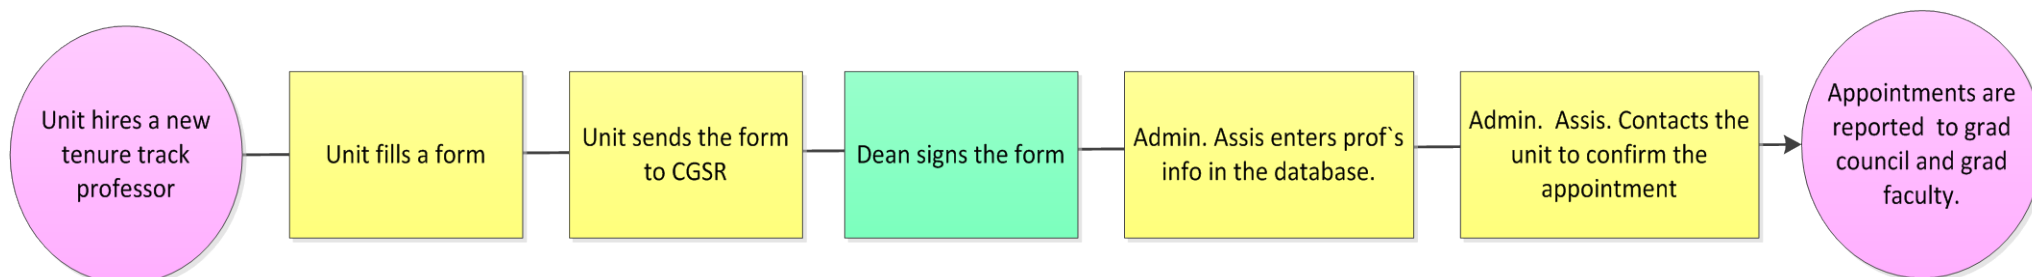 Unit hires a new
tenure track
professor
Unit fills a form
Unit sends the form
to CGSR
Dean signs the form
Admin. Assis enters prof`s
info in the database.
Admin.  Assis. Contacts the
unit to confirm the
appointment
Appointments are
reported  to grad
council and grad
faculty.